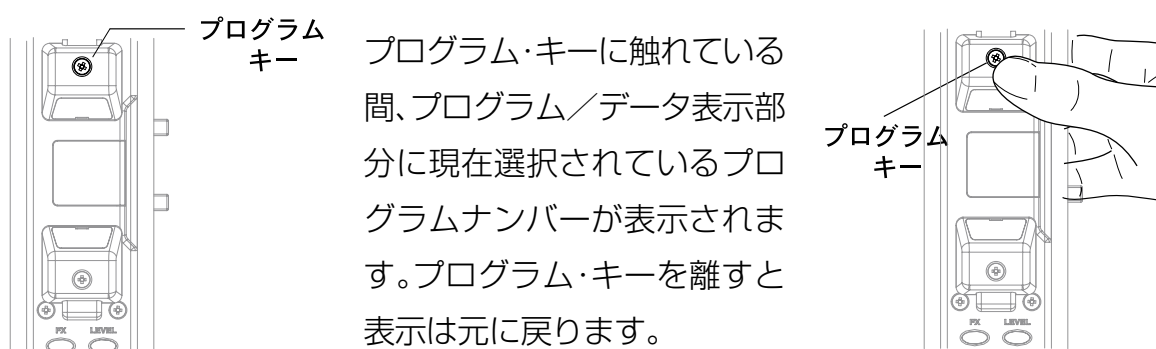 プログラム
キー
プログラム・キーに触れている
間、プログラム／データ表示部
分に現在選択されているプロ
グラムナンバーが表示されま
す。プログラム・キーを離すと
表示は元に戻ります。
FX LEVEL
プログラム
キー
FX LEVEL